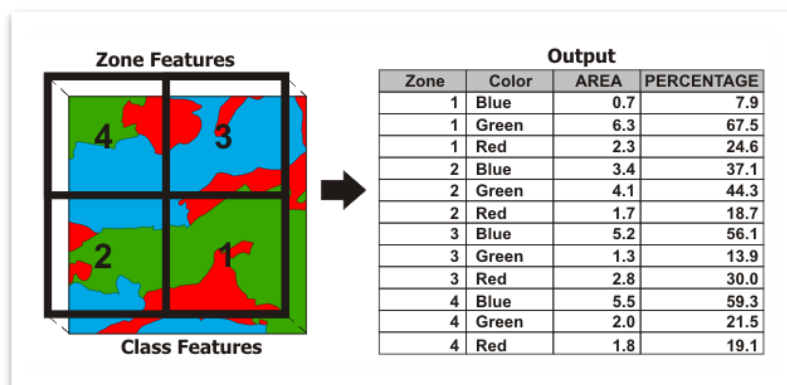 Zone Features
4 3
2 1
Class Features
Output
Zone Color AREA PERCENTAGE
1 Blue 0.7 7.9
1 Green 6.3 67.5
1 Red 2.3 24.6
2 Blue 3.4 37.1
2 Green 4.1 44.3
2 Red 1.7 18.7
3 Blue 5.2 56.1
3 Green 1.3 13.9
3 Red 2.8 30.0
4 Blue 5.5 59.3
4 Green 2.0 21.5
4 Red 1.8 19.1